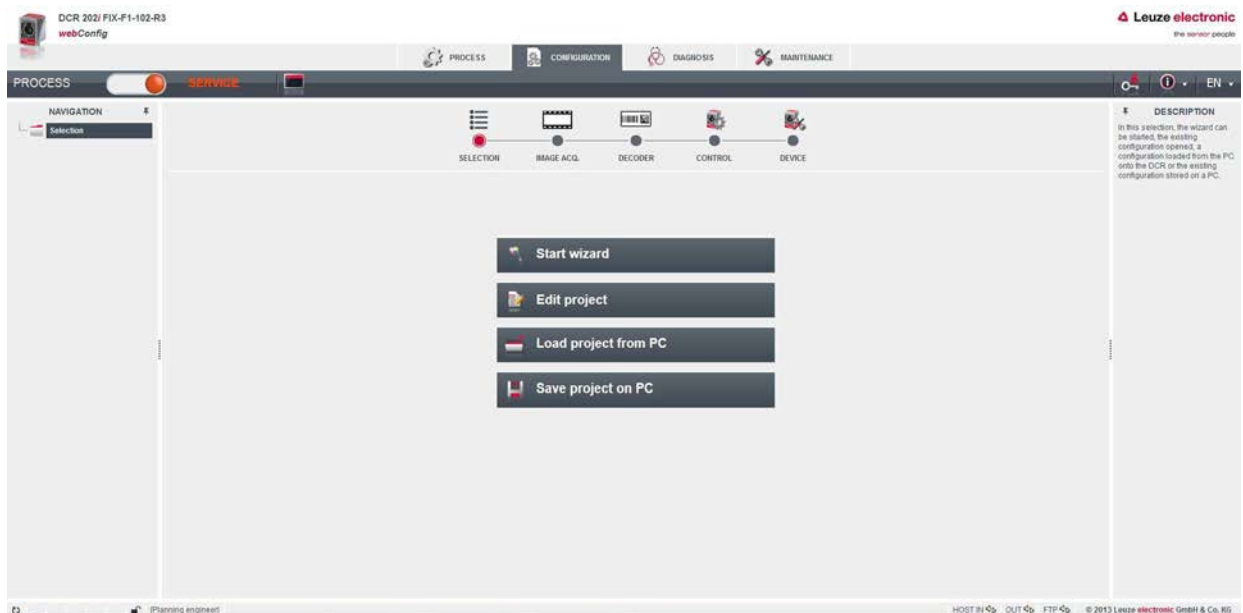 DCR 202i FIX-F1-102-R3
webConfig
Leuze electronic
the sensor people
PROCESS
CONFIGURATION
DIAGNOSIS
MAINTENANCE
PROCESS
SERVICE
EN
NAVIGATION
Selection
SELECTION
IMAGE ACQ.
DECODER
CONTROL
DEVICE
Start wizard
Edit project
Load project from PC
Save project on PC
DESCRIPTION
In this selection, the wizard can
be started, the existing
configuration opened, a
configuration loaded from the PC
onto the DCR or the existing
configuration stored on a PC.
[Planning engineer]
HOST IN OUT FTP © 2013 Leuze electronic GmbH & Co. KG